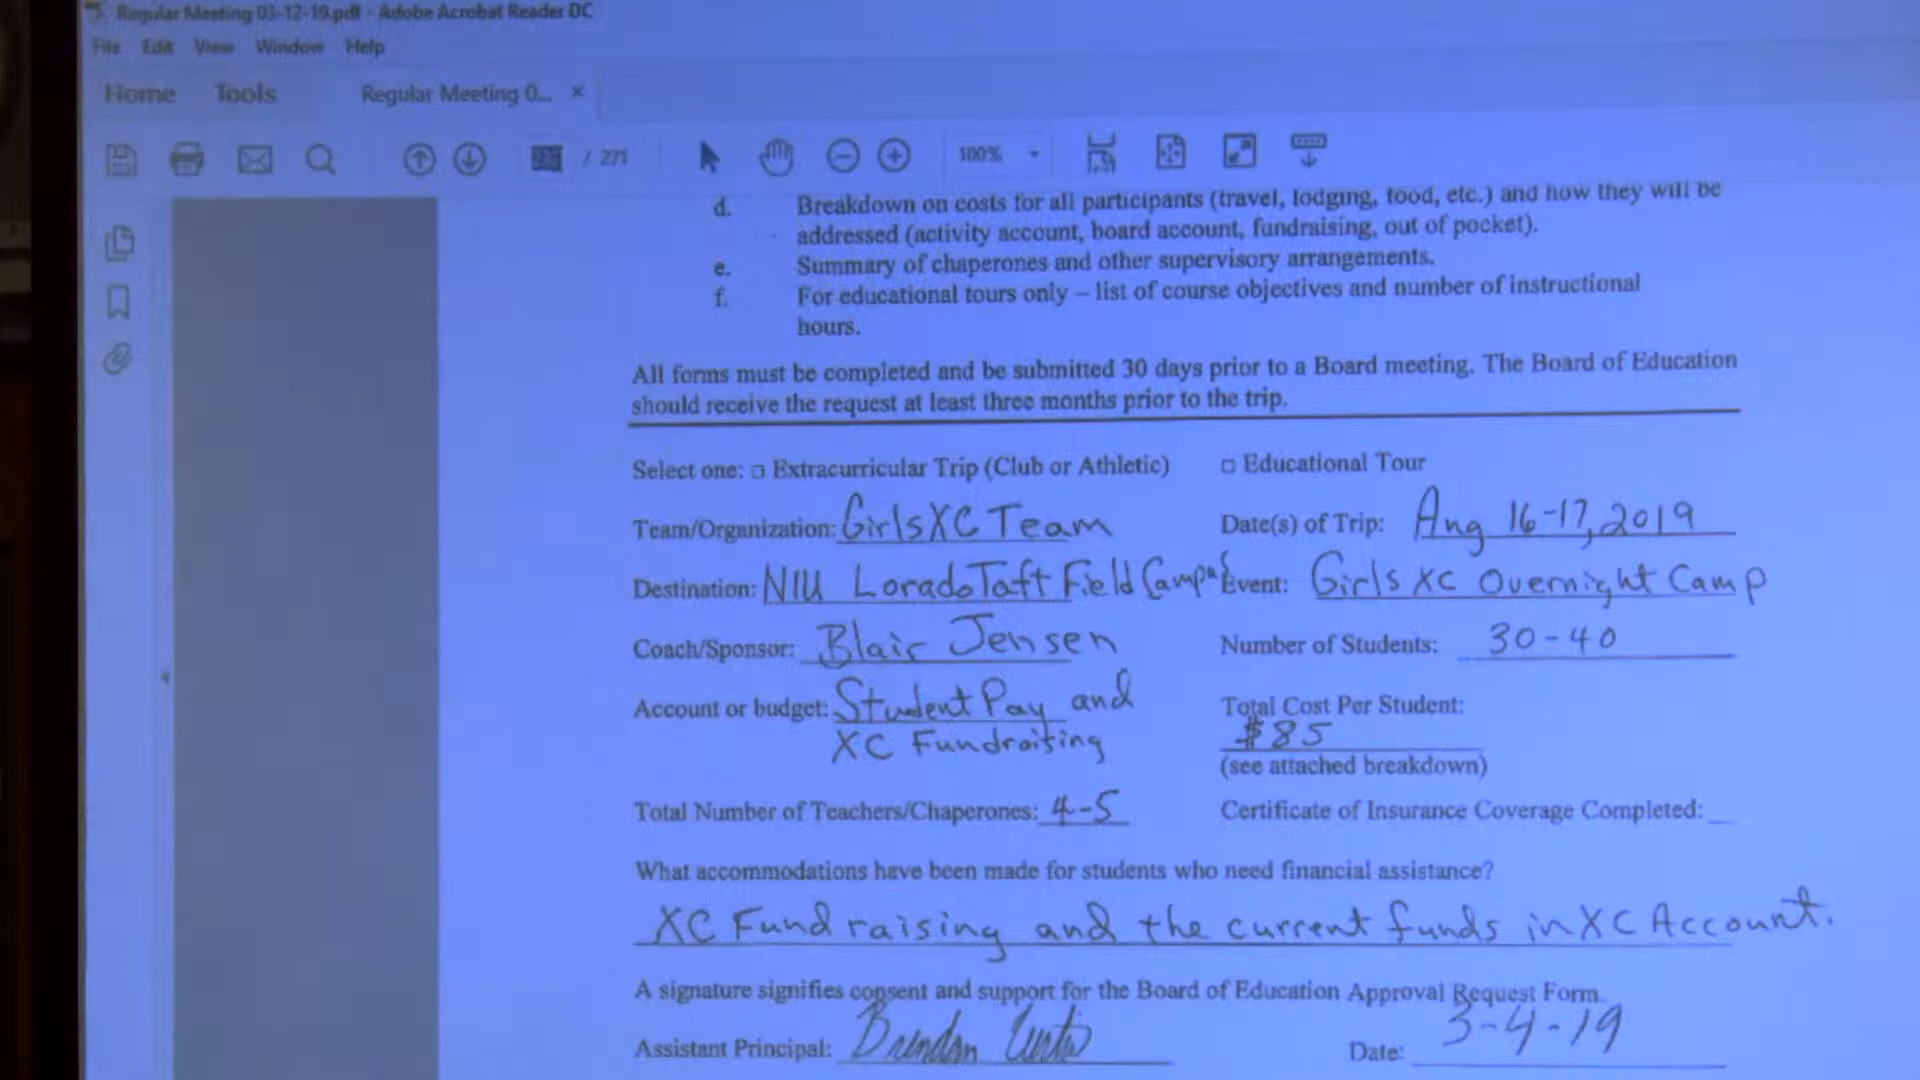 Regular Meeting 03-12-19.pdf - Adobe Acrobat Reader DC
File Edit View Window Help
Home Tools Regular Meeting 0... ×
/ 271 100%
d. Breakdown on costs for all participants (travel, lodging, food, etc.) and how they will be
addressed (activity account, board account, fundraising, out of pocket).
e. Summary of chaperones and other supervisory arrangements.
f. For educational tours only – list of course objectives and number of instructional
hours.
All forms must be completed and be submitted 30 days prior to a Board meeting. The Board of Education
should receive the request at least three months prior to the trip.
Select one: □ Extracurricular Trip (Club or Athletic) □ Educational Tour
Team/Organization: Girls XC Team Date(s) of Trip: Aug 16-17, 2019
Destination: NIU Lorado Taft Field Campus Event: Girls XC Overnight Camp
Coach/Sponsor: Blair Jensen Number of Students: 30-40
Account or budget: Student Pay and Total Cost Per Student:
XC Fundraising $85
(see attached breakdown)
Total Number of Teachers/Chaperones: 4-5 Certificate of Insurance Coverage Completed:
What accommodations have been made for students who need financial assistance?
XC Fundraising and the current funds in XC Account.
A signature signifies consent and support for the Board of Education Approval Request Form.
Assistant Principal: Brendan Date: 3-4-19